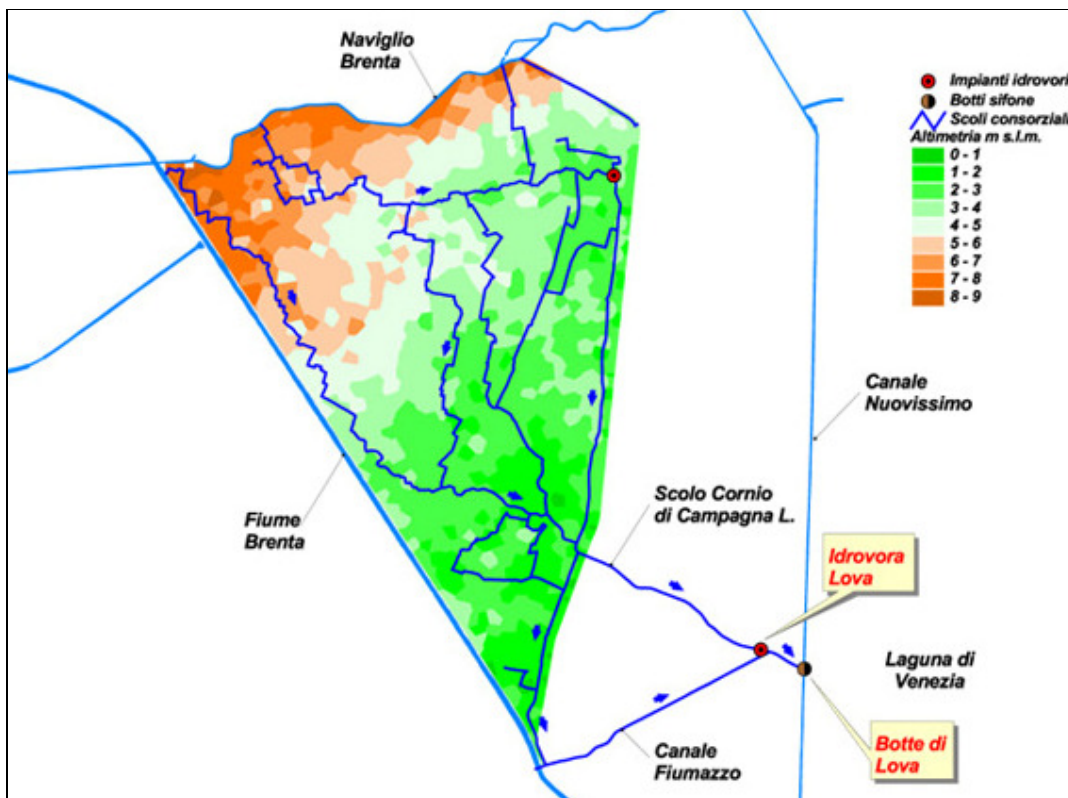 Naviglio
Brenta
Impianti idrovori
Botti sifone
Scoli consorziali
Altimetria m s.l.m.
0 - 1
1 - 2
2 - 3
3 - 4
4 - 5
5 - 6
6 - 7
7 - 8
8 - 9
Canale
Nuovissimo
Scolo Cornio
di Campagna L.
Fiume
Brenta
Idrovora
Lova
Laguna di
Venezia
Botte di
Lova
Canale
Fiumazzo